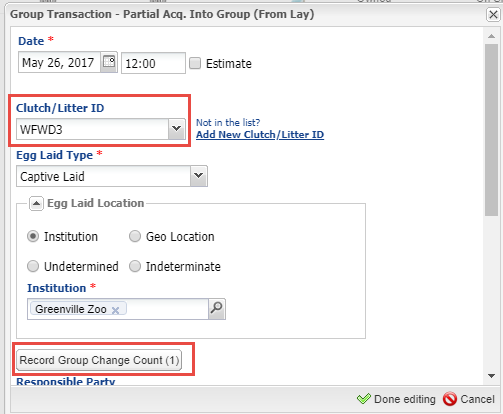 Group Transaction - Partial Acq. Into Group (From Lay)
Date *
May 26, 2017 12:00 Estimate
Clutch/Litter ID
WFWD3
Not in the list?
Add New Clutch/Litter ID
Egg Laid Type *
Captive Laid
Egg Laid Location
Institution Geo Location
Undetermined Indeterminate
Institution *
Greenville Zoo x
Record Group Change Count (1)
Responsible Party
Done editing Cancel